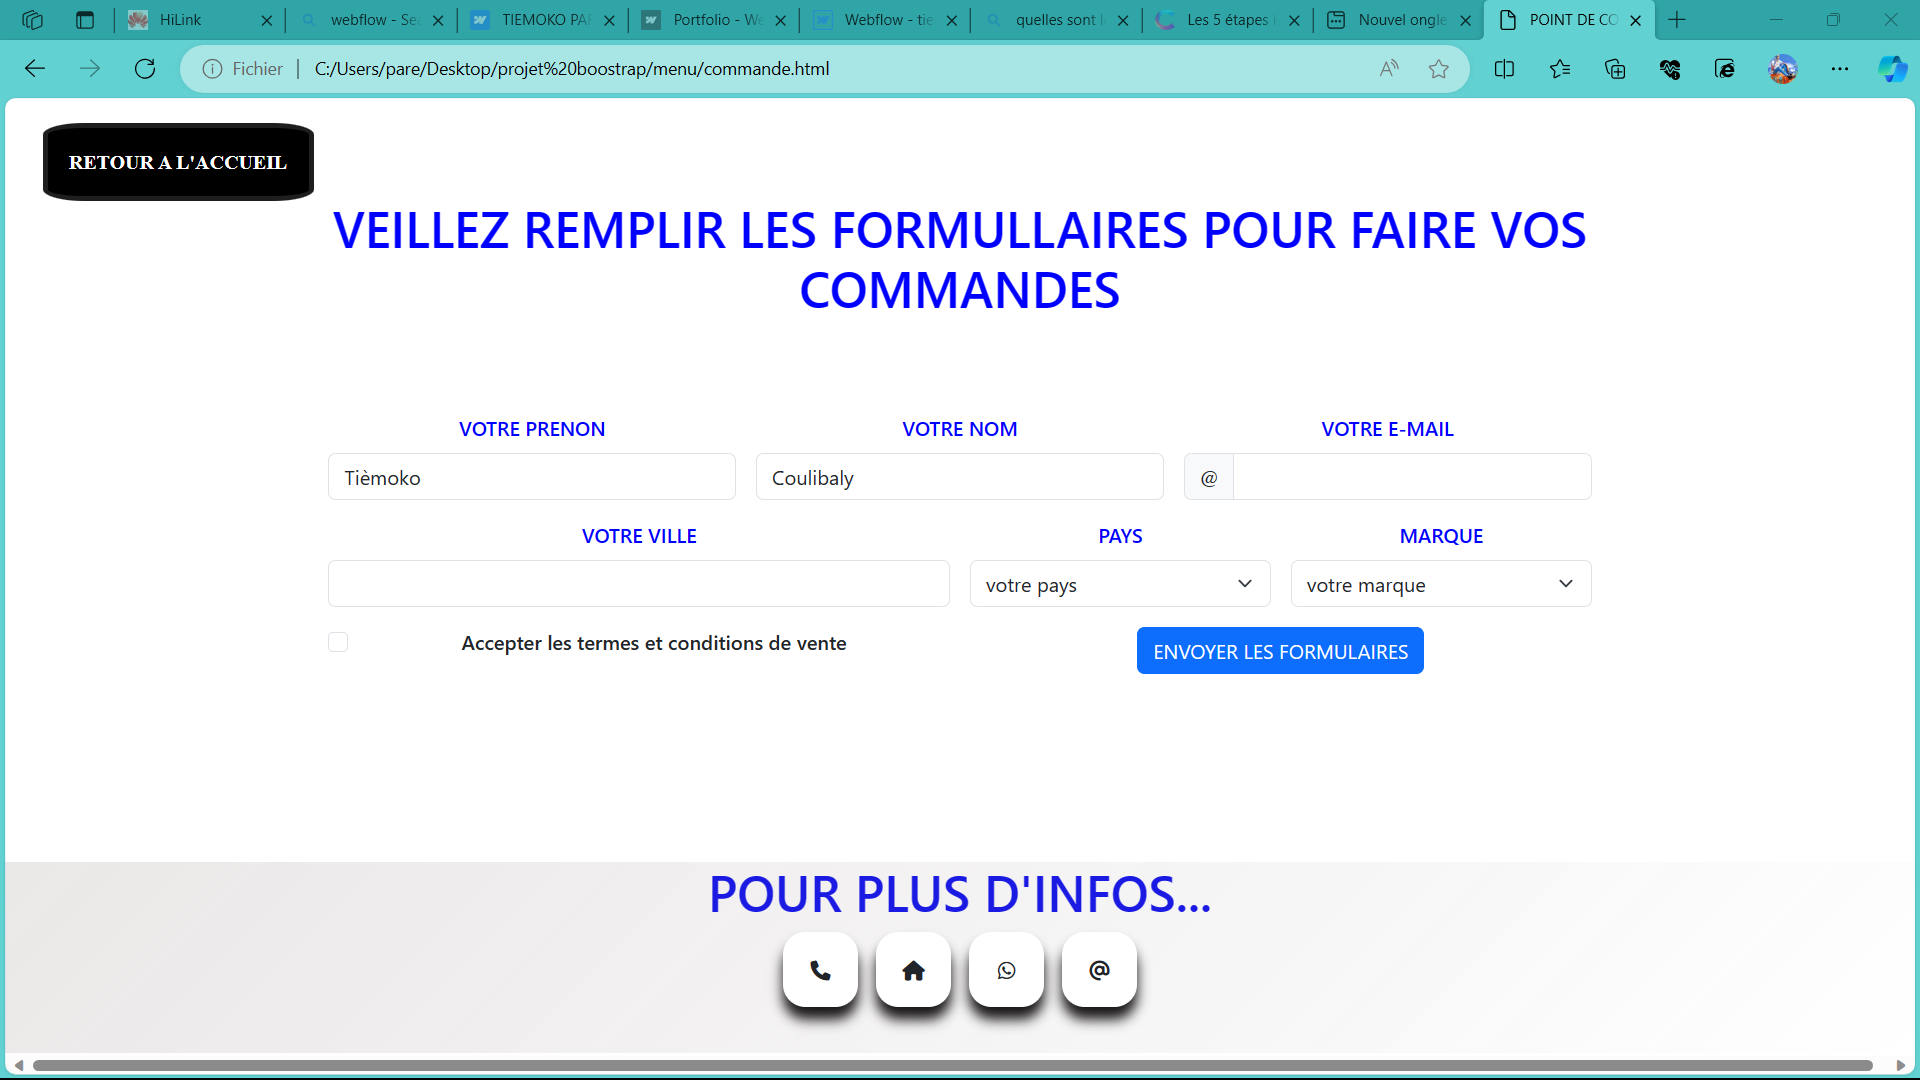 HiLink
webflow - Se
TIEMOKO PA
Portfolio - We
Webflow - tie
quelles sont l
Les 5 étapes i
Nouvel ongle
POINT DE CO
Fichier
C:/Users/pare/Desktop/projet%20boostrap/menu/commande.html
RETOUR A L'ACCUEIL
VEILLEZ REMPLIR LES FORMULLAIRES POUR FAIRE VOS
COMMANDES
VOTRE PRENON
VOTRE NOM
VOTRE E-MAIL
Tièmoko
Coulibaly
@
VOTRE VILLE
PAYS
MARQUE
votre pays
votre marque
Accepter les termes et conditions de vente
ENVOYER LES FORMULAIRES
POUR PLUS D'INFOS...
@